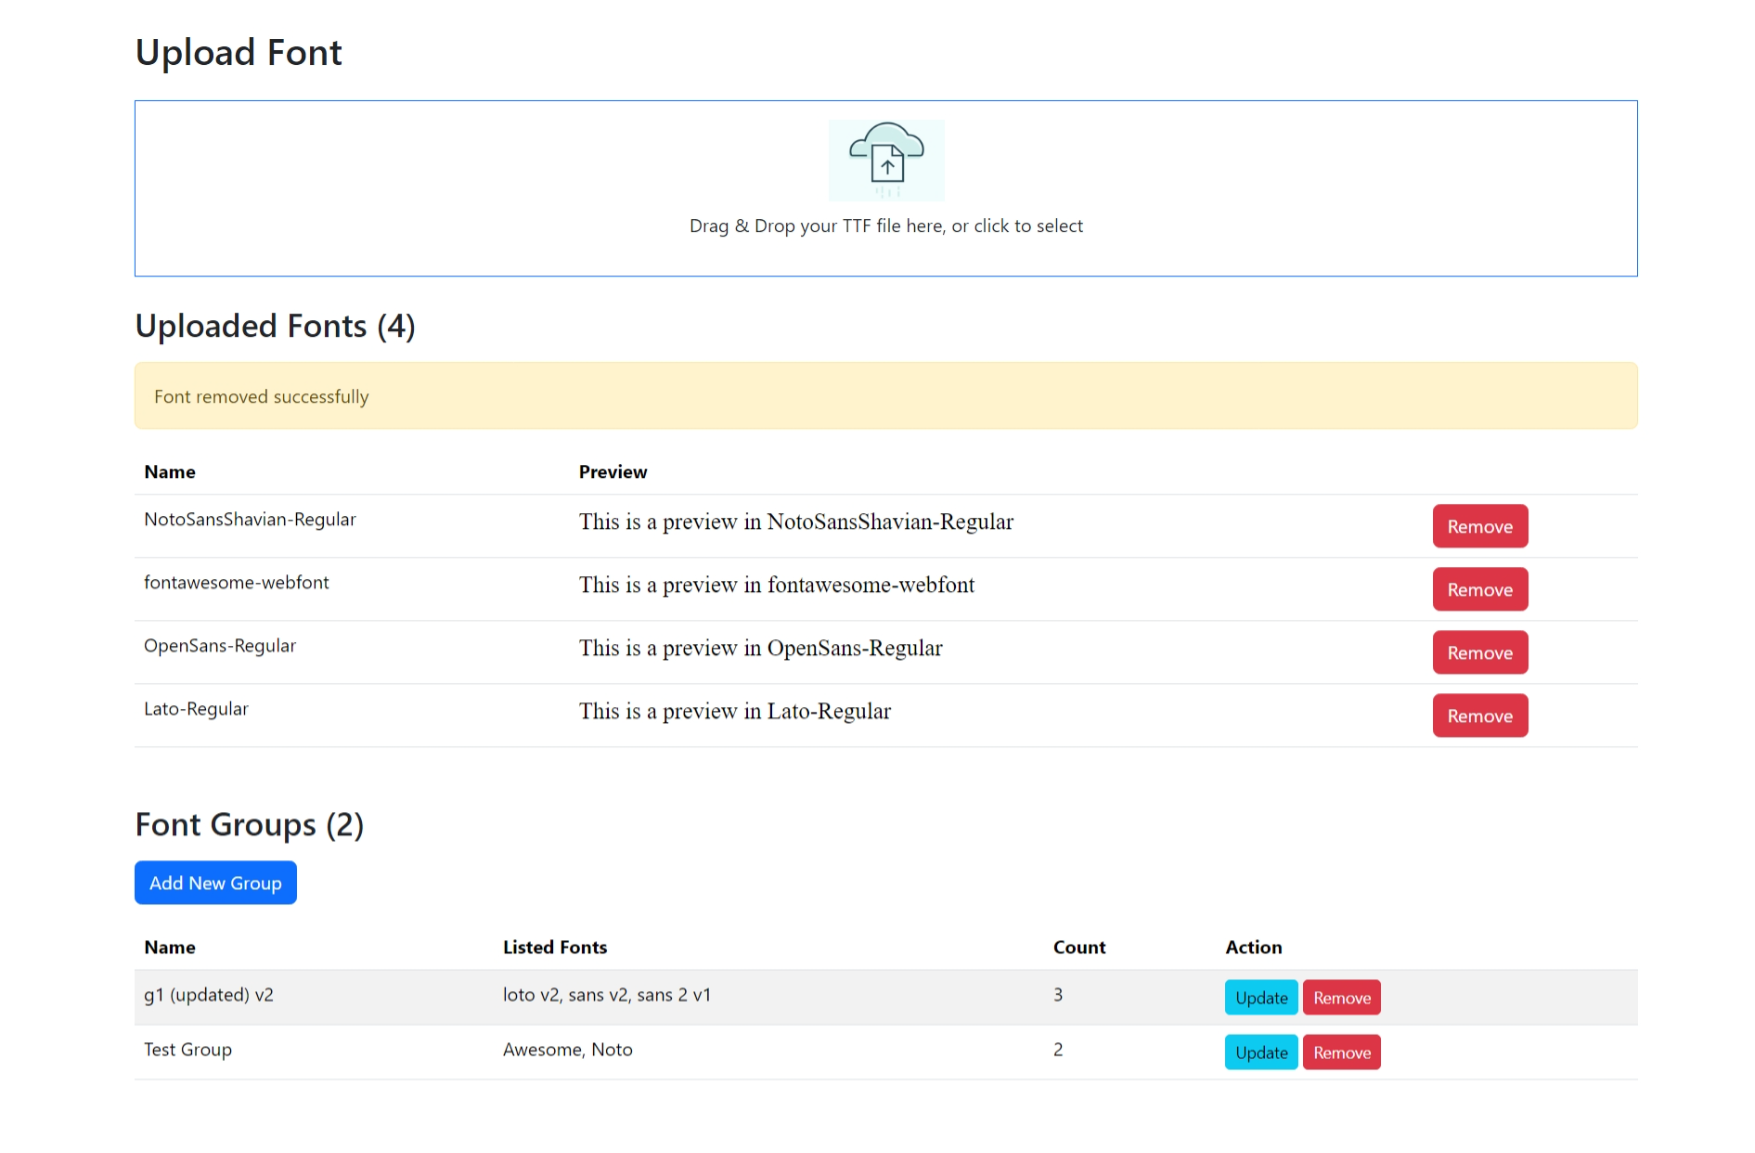 Upload Font
Drag & Drop your TTF file here, or click to select
Uploaded Fonts (4)
Font removed successfully
Name Preview
NotoSansShavian-Regular This is a preview in NotoSansShavian-Regular Remove
fontawesome-webfont This is a preview in fontawesome-webfont Remove
OpenSans-Regular This is a preview in OpenSans-Regular Remove
Lato-Regular This is a preview in Lato-Regular Remove
Font Groups (2)
Add New Group
Name Listed Fonts Count Action
g1 (updated) v2 loto v2, sans v2, sans 2 v1 3 Update Remove
Test Group Awesome, Noto 2 Update Remove